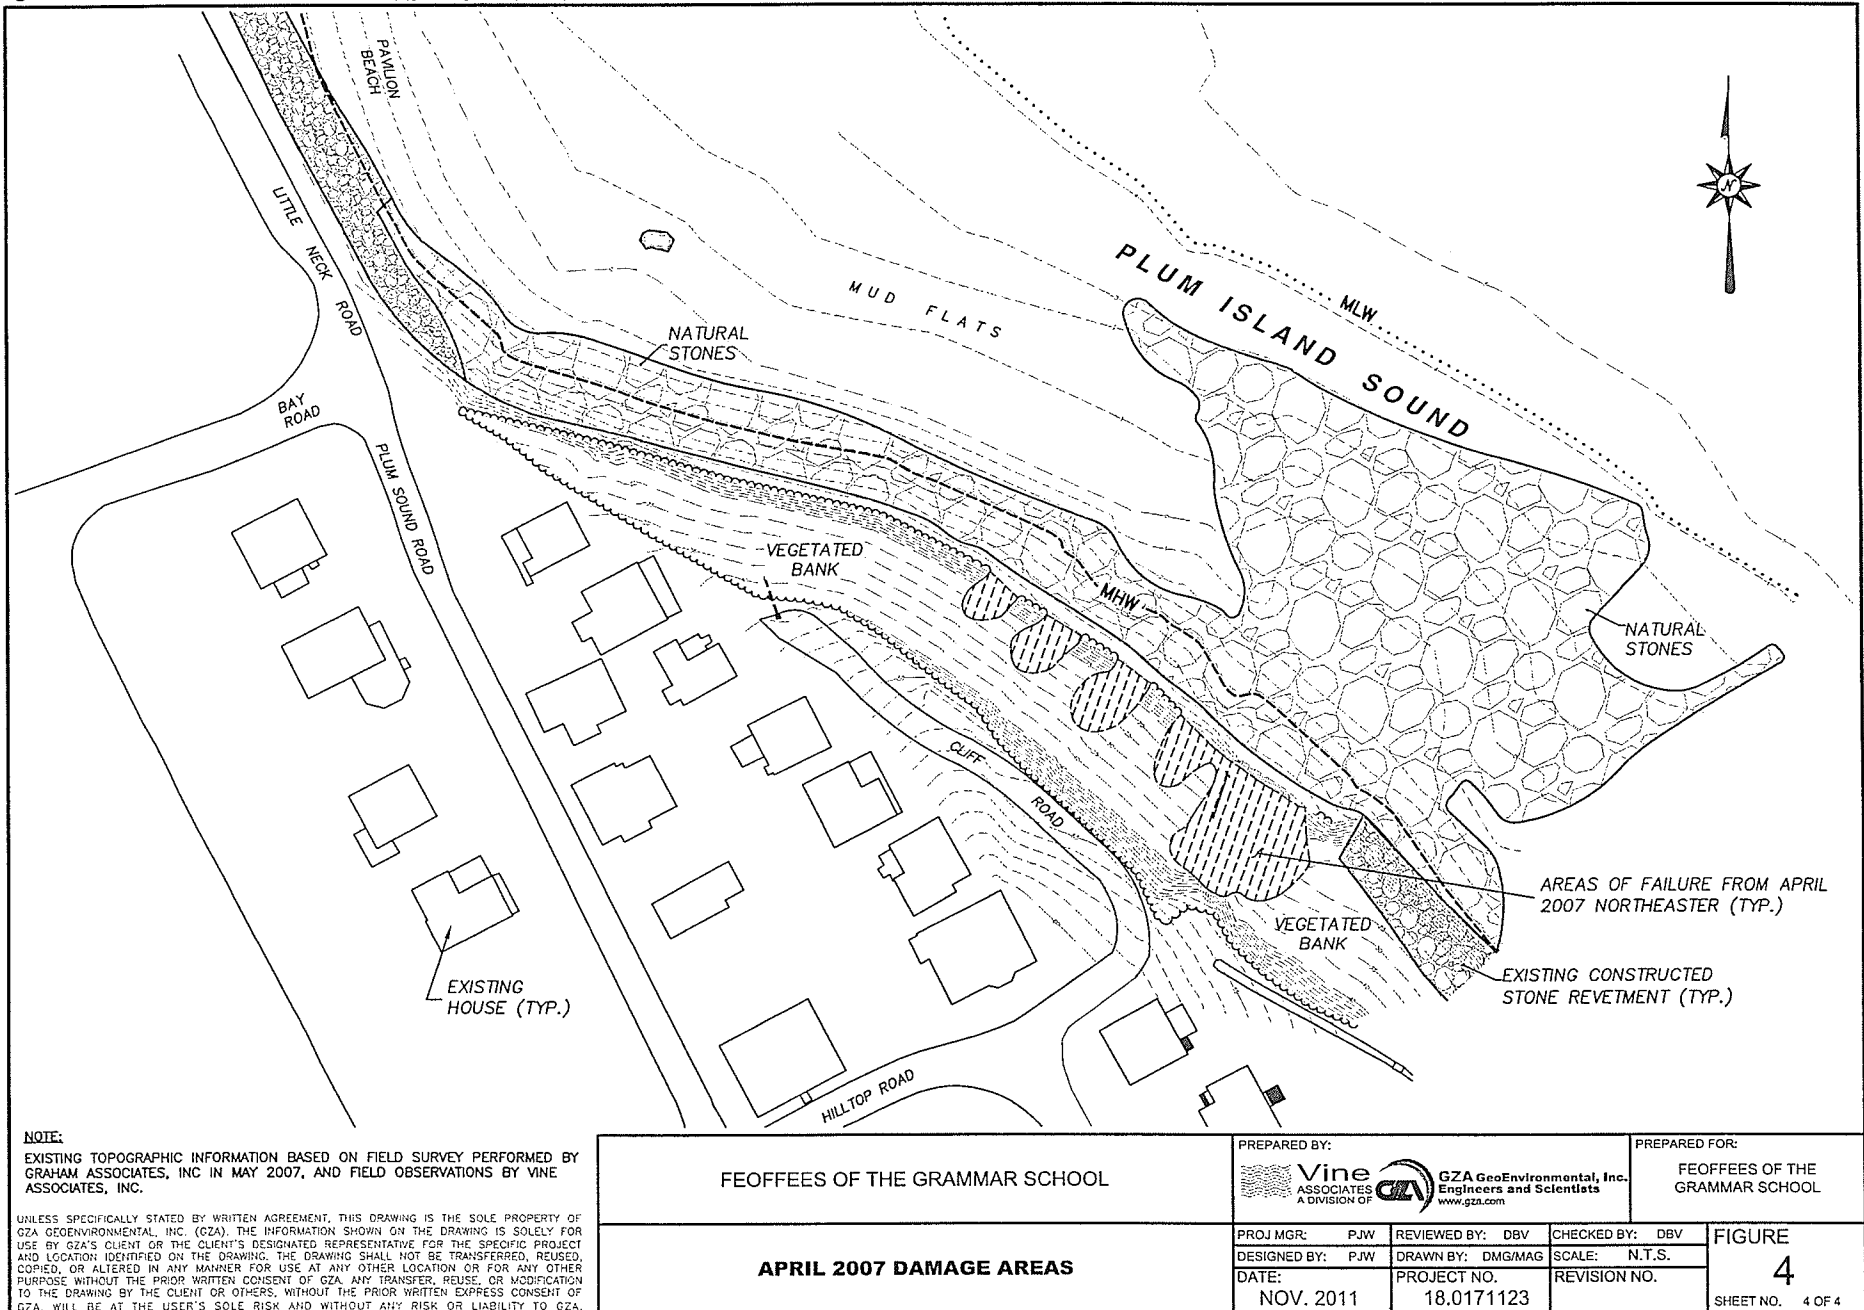 PAVILION
BEACH
LITTLE NECK ROAD
BAY
ROAD
PLUM SOUND ROAD
NATURAL
STONES
MUD FLATS
PLUM ISLAND SOUND
MLW
N
VEGETATED
BANK
MHW
NATURAL
STONES
CLIFF ROAD
AREAS OF FAILURE FROM APRIL
2007 NORTHEASTER (TYP.)
VEGETATED
BANK
EXISTING CONSTRUCTED
STONE REVETMENT (TYP.)
EXISTING
HOUSE (TYP.)
HILLTOP ROAD
NOTE:
EXISTING TOPOGRAPHIC INFORMATION BASED ON FIELD SURVEY PERFORMED BY
GRAHAM ASSOCIATES, INC IN MAY 2007, AND FIELD OBSERVATIONS BY VINE
ASSOCIATES, INC.
UNLESS SPECIFICALLY STATED BY WRITTEN AGREEMENT, THIS DRAWING IS THE SOLE PROPERTY OF
GZA GEOENVIRONMENTAL, INC. (GZA). THE INFORMATION SHOWN ON THE DRAWING IS SOLELY FOR
USE BY GZA'S CLIENT OR THE CLIENT'S DESIGNATED REPRESENTATIVE FOR THE SPECIFIC PROJECT
AND LOCATION IDENTIFIED ON THE DRAWING. THE DRAWING SHALL NOT BE TRANSFERRED, REUSED,
COPIED, OR ALTERED IN ANY MANNER FOR USE AT ANY OTHER LOCATION OR FOR ANY OTHER
PURPOSE WITHOUT THE PRIOR WRITTEN CONSENT OF GZA. ANY TRANSFER, REUSE, OR MODIFICATION
TO THE DRAWING BY THE CLIENT OR OTHERS, WITHOUT THE PRIOR WRITTEN EXPRESS CONSENT OF
GZA, WILL BE AT THE USER'S SOLE RISK AND WITHOUT ANY RISK OR LIABILITY TO GZA.
FEOFFEES OF THE GRAMMAR SCHOOL
APRIL 2007 DAMAGE AREAS
PREPARED BY:
Vine
ASSOCIATES
A DIVISION OF
GZA
GZA GeoEnvironmental, Inc.
Engineers and Scientists
www.gza.com
PREPARED FOR:
FEOFFEES OF THE
GRAMMAR SCHOOL
PROJ MGR: PJW
REVIEWED BY: DBV
CHECKED BY: DBV
DESIGNED BY: PJW
DRAWN BY: DMG/MAG
SCALE: N.T.S.
DATE:
NOV. 2011
PROJECT NO.
18.0171123
REVISION NO.
FIGURE
4
SHEET NO. 4 OF 4